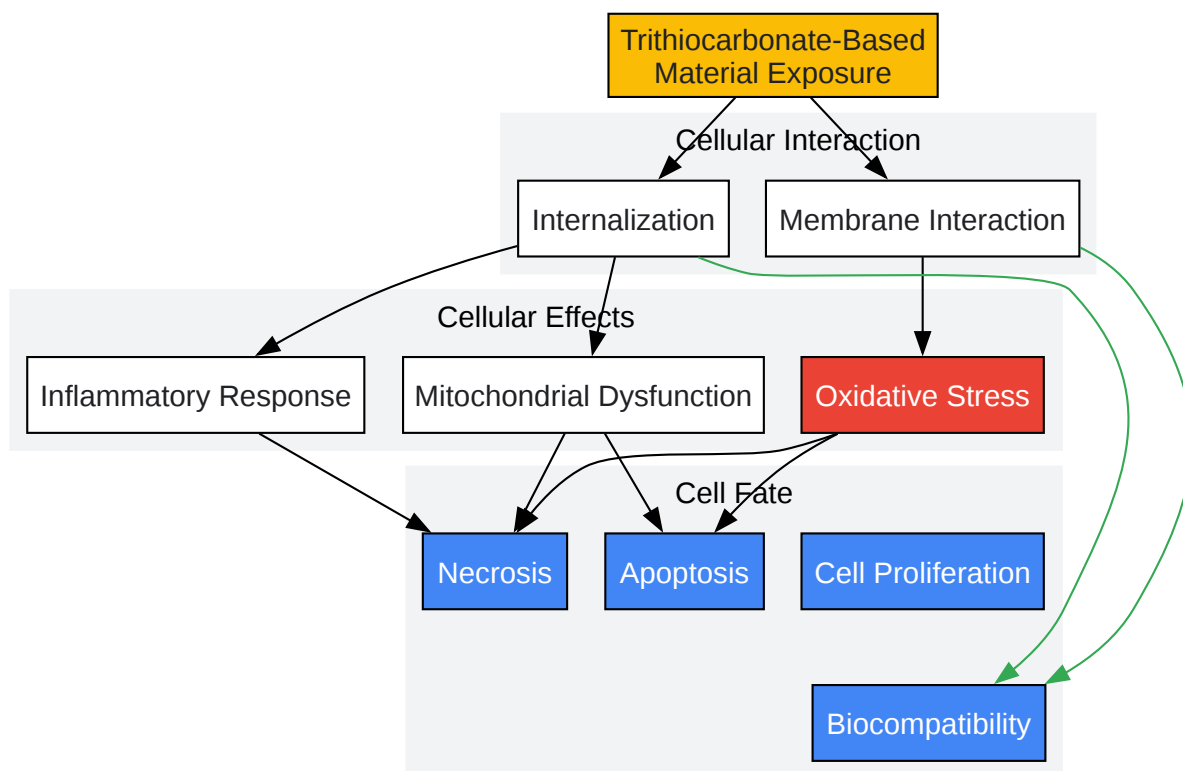 Trithiocarbonate-Based
Material Exposure
Cellular Interaction
Internalization
Membrane Interaction
Cellular Effects
Inflammatory Response
Mitochondrial Dysfunction
Oxidative Stress
Cell Fate
Necrosis
Apoptosis
Cell Proliferation
Biocompatibility